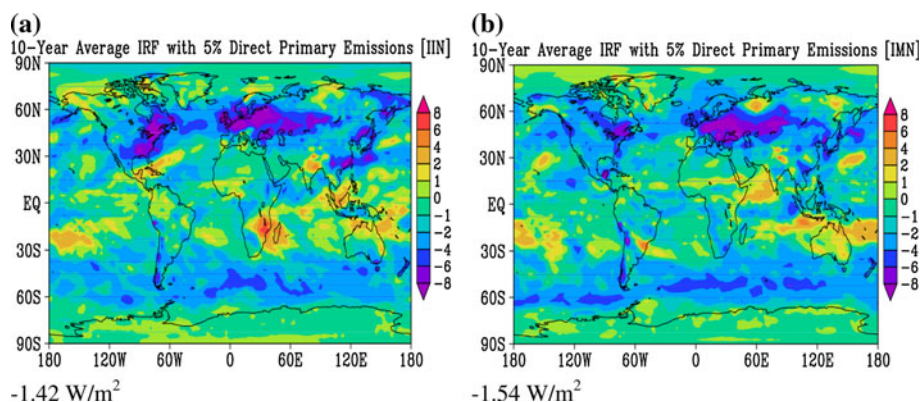 (a)
10-Year Average IRF with 5% Direct Primary Emissions [IIN]
90N
60N
30N
EQ
30S
60S
90S
180 120W 60W 0 60E 120E 180
8
6
4
2
1
0
-1
-2
-4
-6
-8
-1.42 W/m²
(b)
10-Year Average IRF with 5% Direct Primary Emissions [IMN]
90N
60N
30N
EQ
30S
60S
90S
180 120W 60W 0 60E 120E 180
8
6
4
2
1
0
-1
-2
-4
-6
-8
-1.54 W/m²